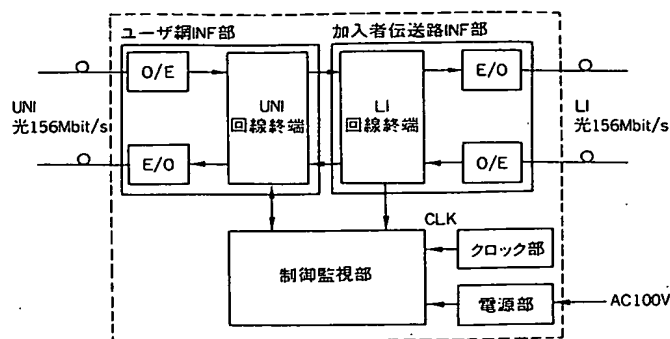 ユーザ網INF部
加入者伝送路INF部
O/E
E/O
UNI
光156Mbit/s
UNI
回線終端
LI
回線終端
LI
光156Mbit/s
E/O
O/E
CLK
制御監視部
クロック部
電源部
AC100V